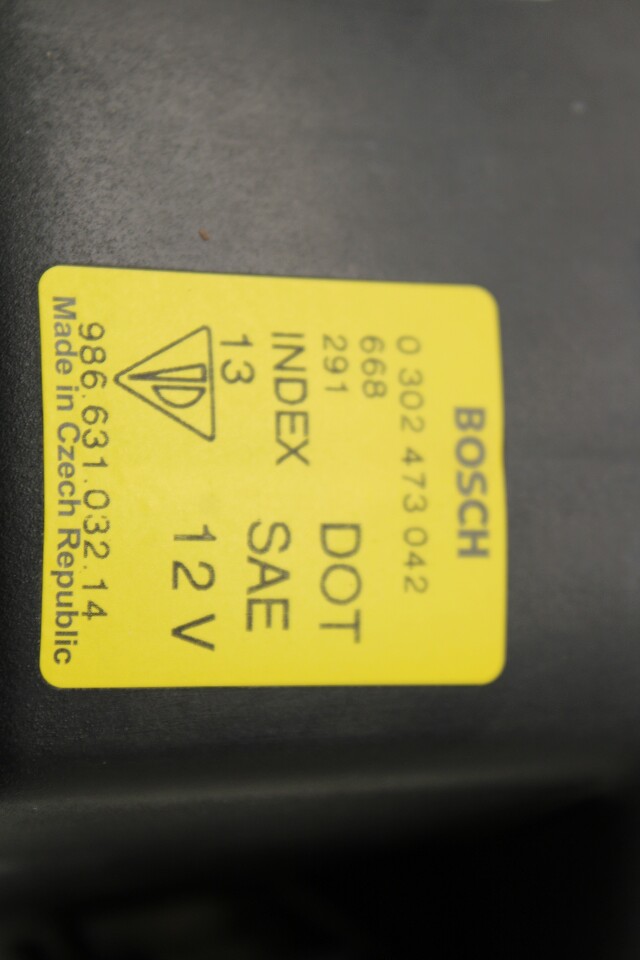 BOSCH
0 302 473 042
668
291 DOT
INDEX SAE
13
12 V
986.631.032.14
Made in Czech Republic